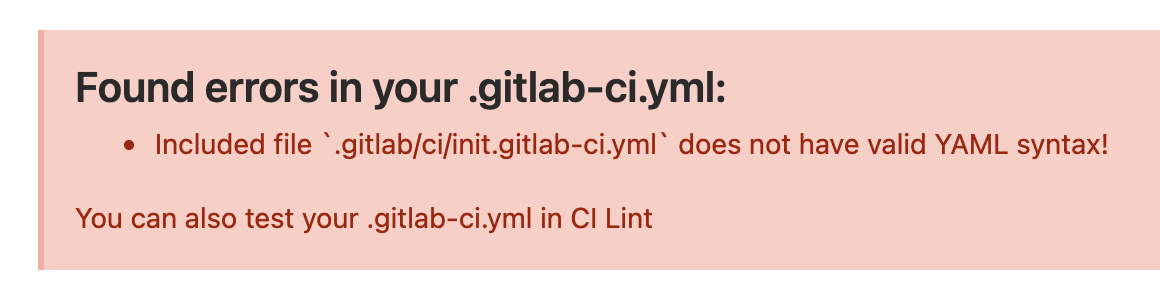 Found errors in your .gitlab-ci.yml:
• Included file `.gitlab/ci/init.gitlab-ci.yml` does not have valid YAML syntax!
You can also test your .gitlab-ci.yml in CI Lint